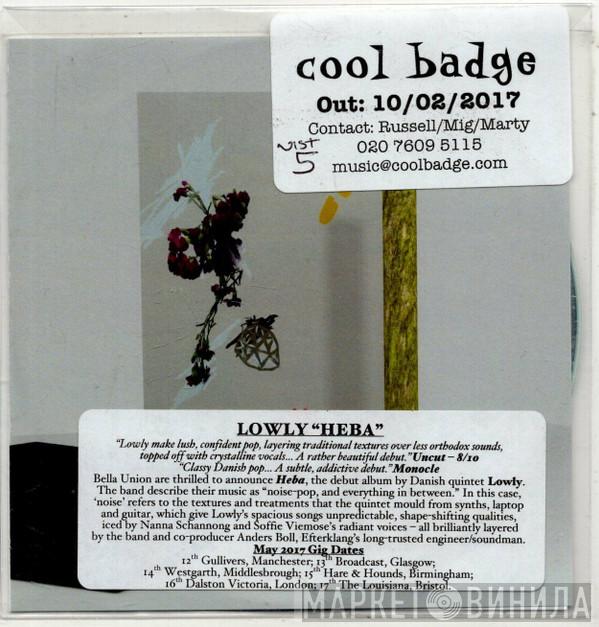 cool badge
Out: 10/02/2017
Contact: Russell/Mig/Marty
020 7609 5115
music@coolbadge.com
VIST
5
LOWLY “HEBA”
“Lowly make lush, confident pop, layering traditional textures over less orthodox sounds,
topped off with crystalline vocals... A rather beautiful debut.” Uncut – 8/10
“Classy Danish pop... A subtle, addictive debut.” Monocle
Bella Union are thrilled to announce Heba, the debut album by Danish quintet Lowly.
The band describe their music as “noise-pop, and everything in between.” In this case,
‘noise’ refers to the textures and treatments that the quintet mould from synths, laptop
and guitar, which give Lowly’s spacious songs unpredictable, shape-shifting qualities,
iced by Nanna Schannong and Soffie Viemose’s radiant voices – all brilliantly layered
by the band and co-producer Anders Boll, Efterklang’s long-trusted engineer/soundman.
May 2017 Gig Dates
12th Gullivers, Manchester; 13th Broadcast, Glasgow;
14th Westgarth, Middlesbrough; 15th Hare & Hounds, Birmingham;
16th Dalston Victoria, London; 17th The Louisiana, Bristol.
МАРКЕТ ВИНИЛА